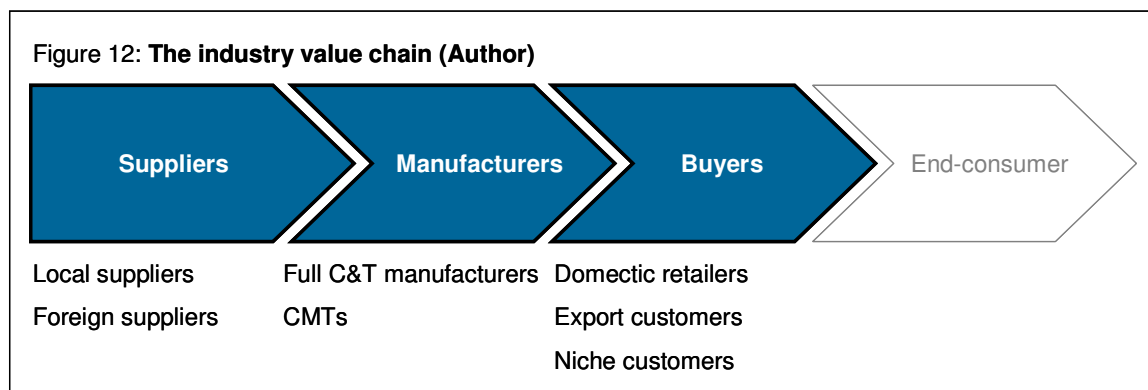 Figure 12: The industry value chain (Author)
Suppliers
Manufacturers
Buyers
End-consumer
Local suppliers
Full C&T manufacturers
Domectic retailers
Foreign suppliers
CMTs
Export customers
Niche customers